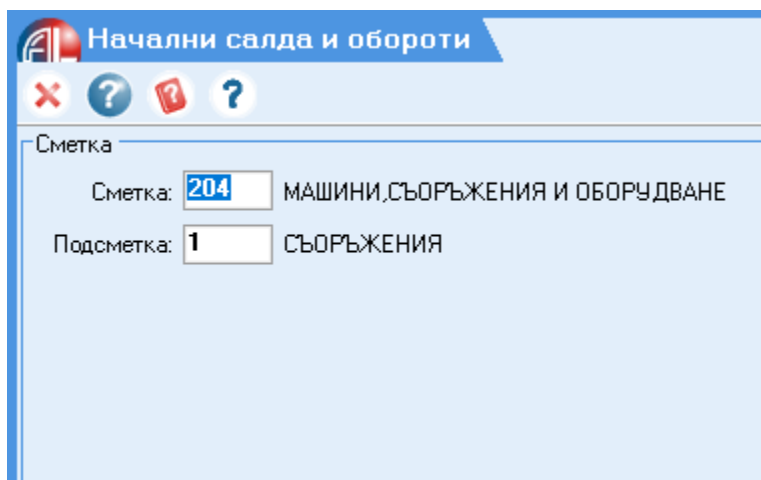 Начални салда и обороти
Сметка
Сметка: 204 МАШИНИ,СЪОРЪЖЕНИЯ И ОБОРУДВАНЕ
Подсметка: 1 СЪОРЪЖЕНИЯ